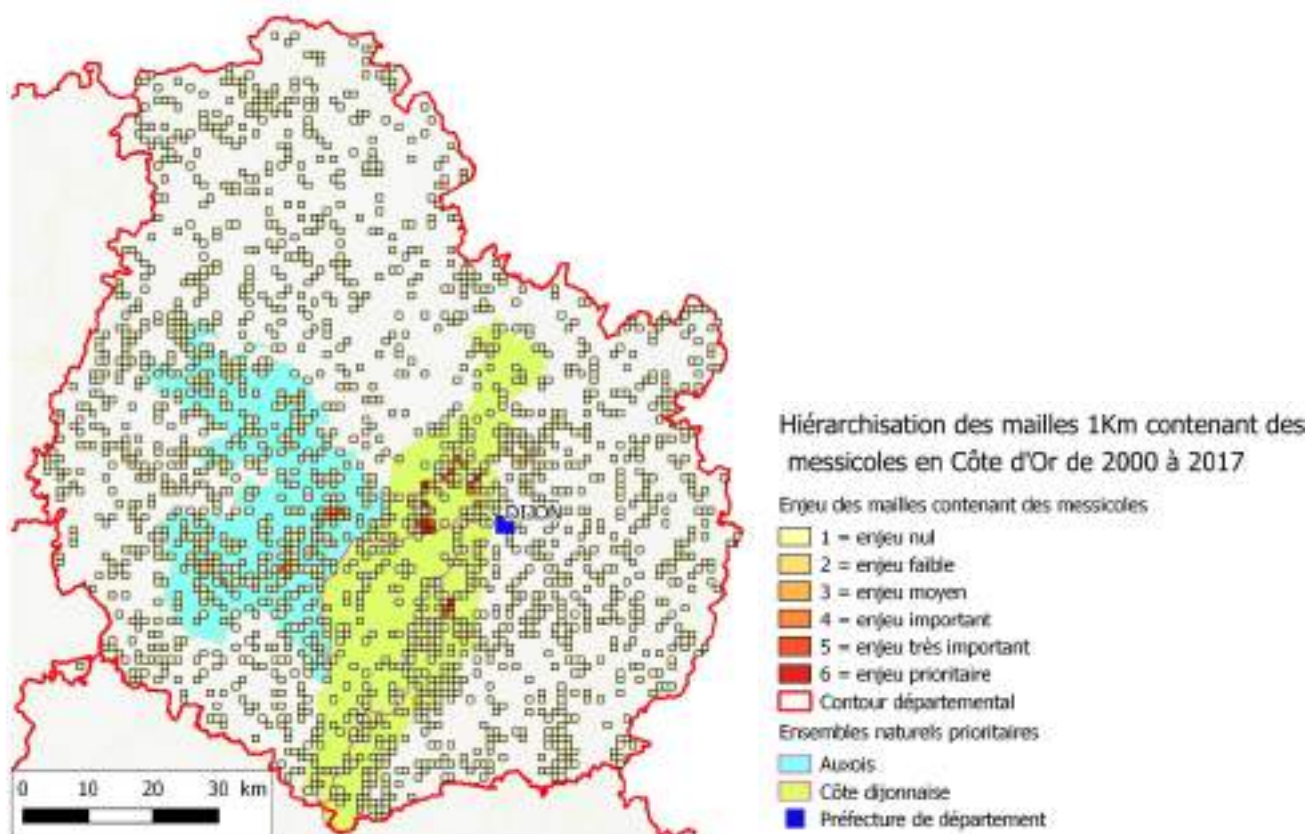 DIJON
Hiérarchisation des mailles 1Km contenant des
messicoles en Côte d'Or de 2000 à 2017
Enjeu des mailles contenant des messicoles
1 = enjeu nul
2 = enjeu faible
3 = enjeu moyen
4 = enjeu important
5 = enjeu très important
6 = enjeu prioritaire
Contour départemental
Ensembles naturels prioritaires
Auxois
Côte dijonnaise
Préfecture de département
0 10 20 30 km